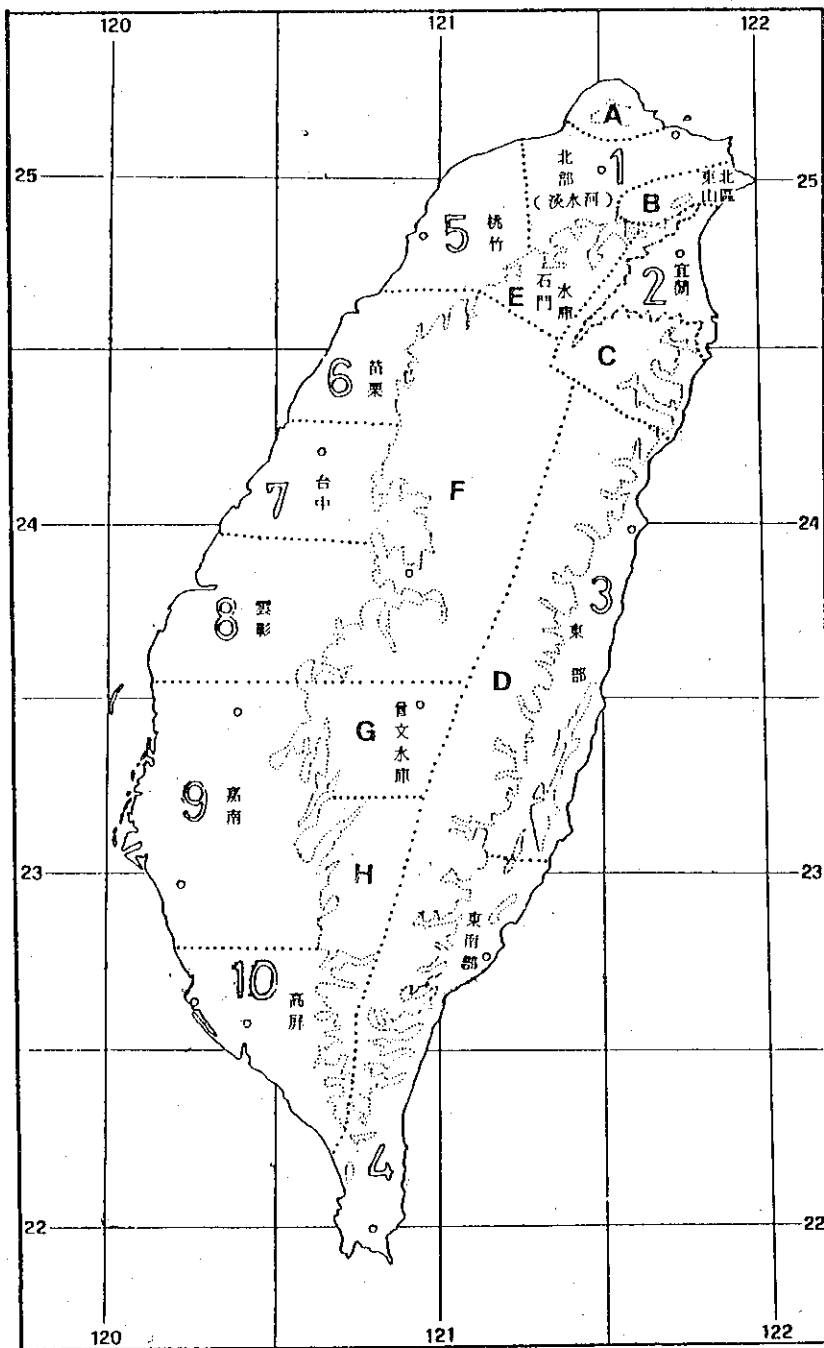 120
121
122
A
北部
(淡水河)
1
東北
山區
25
25
B
5
桃竹
2
宜蘭
E
石門
水庫
C
6
苗栗
7
台中
F
24
24
8
雲彰
3
東部
D
G
曾文水庫
9
嘉南
H
23
23
東南部
10
高屏
4
22
22
120
121
122